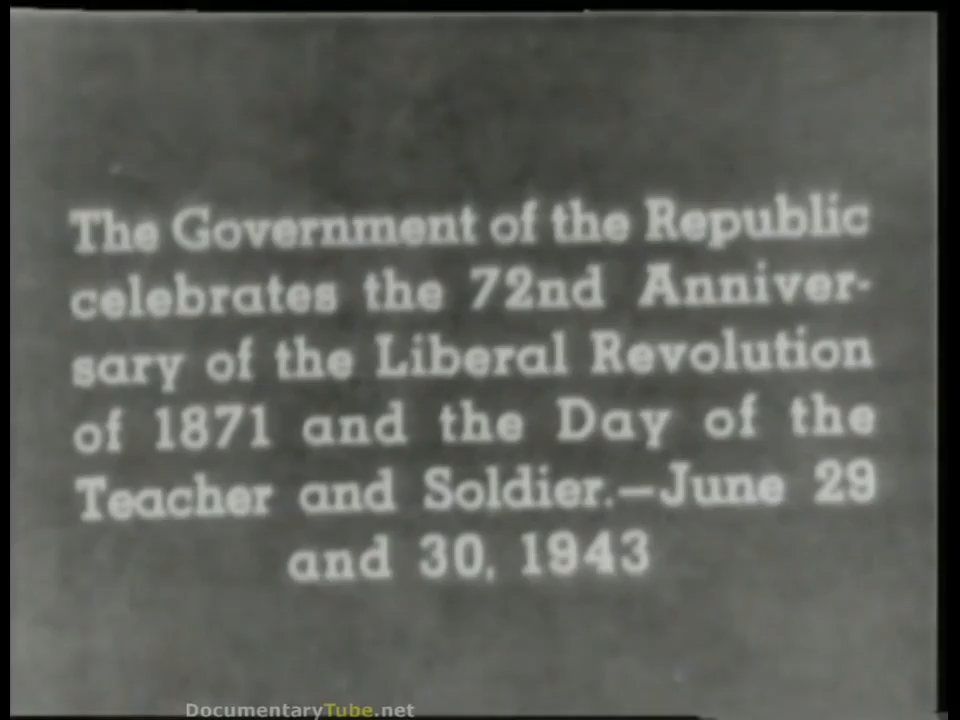 The Government of the Republic
celebrates the 72nd Anniver-
sary of the Liberal Revolution
of 1871 and the Day of the
Teacher and Soldier.—June 29
and 30, 1943
DocumentaryTube.net